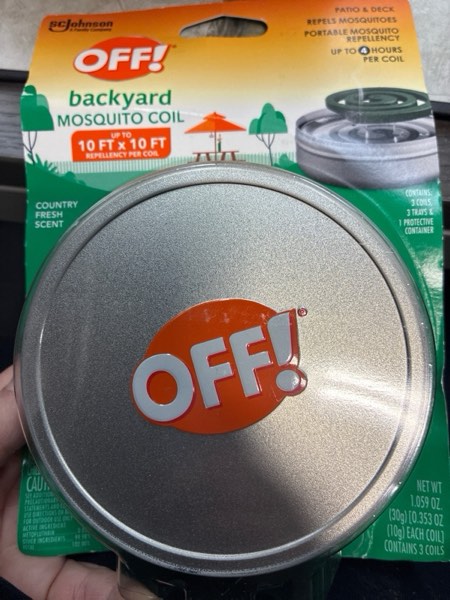 SC Johnson
A Family Company
OFF!
backyard
MOSQUITO COIL
UP TO
10 FT x 10 FT
REPELLENCY PER COIL
PATIO & DECK
REPELS MOSQUITOES
PORTABLE MOSQUITO
REPELLENCY
UP TO 4 HOURS
PER COIL
COUNTRY
FRESH
SCENT
CONTAINS:
3 COILS,
3 TRAYS &
1 PROTECTIVE
CONTAINER
OFF!®
NET WT
1.059 OZ
(30g) [0.353 OZ
(10g) EACH COIL]
CONTAINS 3 COILS